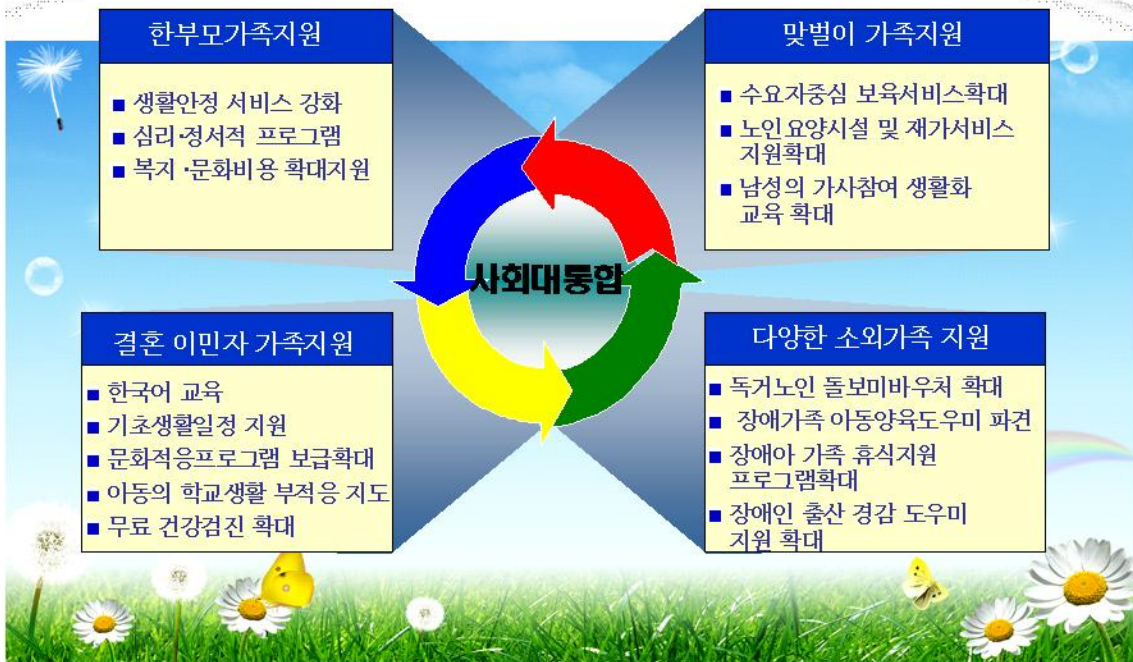 한부모가족지원
■ 생활안정 서비스 강화
■ 심리·정서적 프로그램
■ 복지·문화비용 확대지원
맞벌이 가족지원
■ 수요자중심 보육서비스확대
■ 노인요양시설 및 재가서비스
지원확대
■ 남성의 가사참여 생활화
교육 확대
사회대통합
결혼 이민자 가족지원
■ 한국어 교육
■ 기초생활일정 지원
■ 문화적응프로그램 보급확대
■ 아동의 학교생활 부적응 지도
■ 무료 건강검진 확대
다양한 소외가족 지원
■ 독거노인 돌보미바우처 확대
■ 장애가족 아동양육도우미 파견
■ 장애아 가족 휴식지원
프로그램확대
■ 장애인 출산 경감 도우미
지원 확대